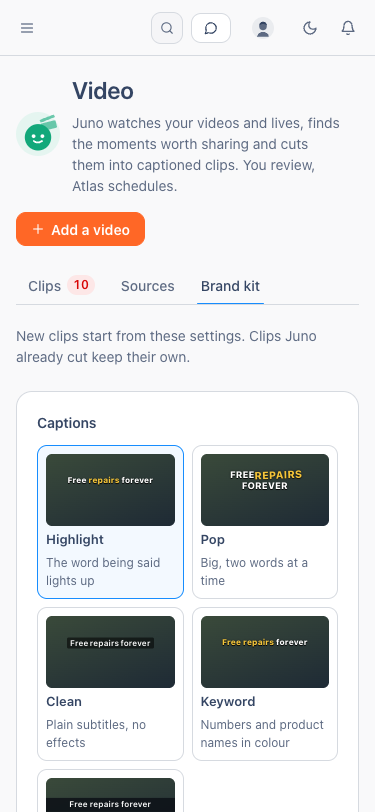 Video
Juno watches your videos and lives, finds
the moments worth sharing and cuts
them into captioned clips. You review,
Atlas schedules.
+ Add a video
Clips 10 Sources Brand kit
New clips start from these settings. Clips Juno
already cut keep their own.
Captions
Free repairs forever
Highlight
The word being said
lights up
FREE REPAIRS
FOREVER
Pop
Big, two words at a
time
Free repairs forever
Clean
Plain subtitles, no
effects
Free repairs forever
Keyword
Numbers and product
names in colour
Free repairs forever